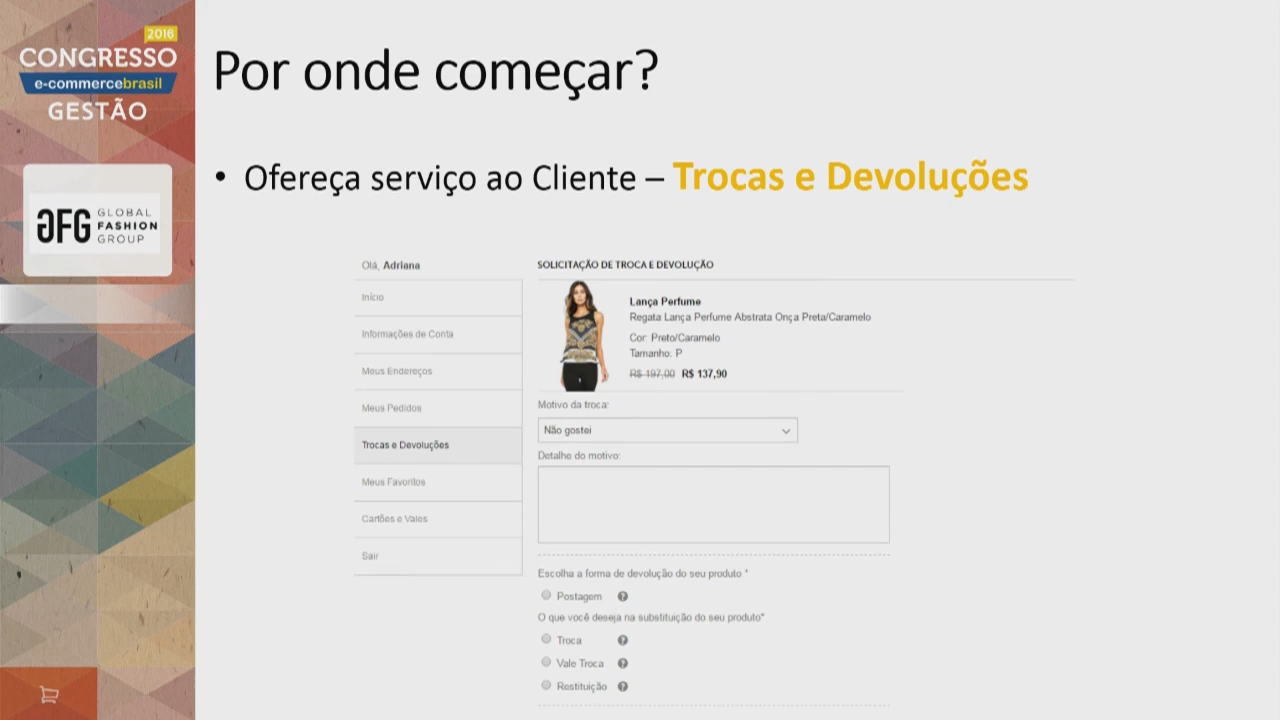 2016
CONGRESSO
e-commercebrasil
GESTÃO
GFG GLOBAL
FASHION
GROUP
Por onde começar?
• Ofereça serviço ao Cliente – Trocas e Devoluções
Olá, Adriana
Início
Informações de Conta
Meus Endereços
Meus Pedidos
Trocas e Devoluções
Meus Favoritos
Cartões e Vales
Sair
SOLICITAÇÃO DE TROCA E DEVOLUÇÃO
Lança Perfume
Regata Lança Perfume Abstrata Onça Preta/Caramelo
Cor: Preto/Caramelo
Tamanho: P
R$ 197,00 R$ 137,90
Motivo da troca:
Não gostei
Detalhe do motivo:
Escolha a forma de devolução do seu produto *
Postagem ?
O que você deseja na substituição do seu produto*
Troca ?
Vale Troca ?
Restituição ?